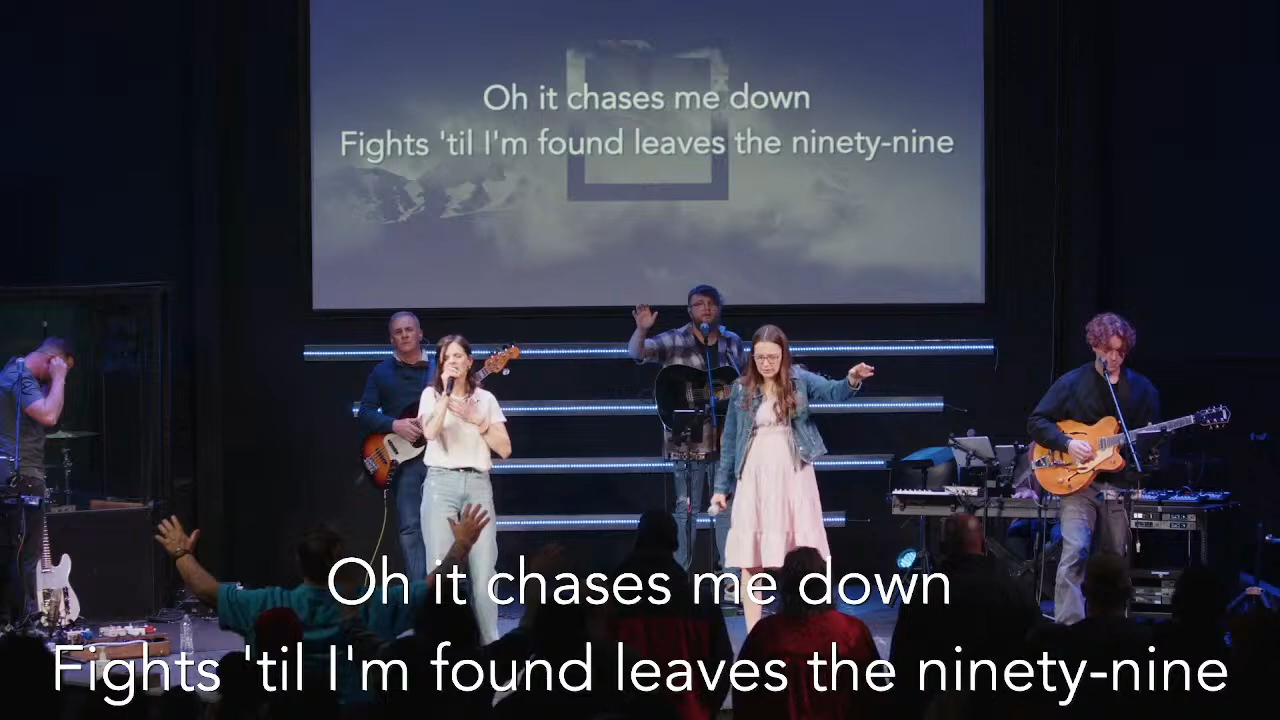 Oh it chases me down
Fights 'til I'm found leaves the ninety-nine
Oh it chases me down
Fights 'til I'm found leaves the ninety-nine